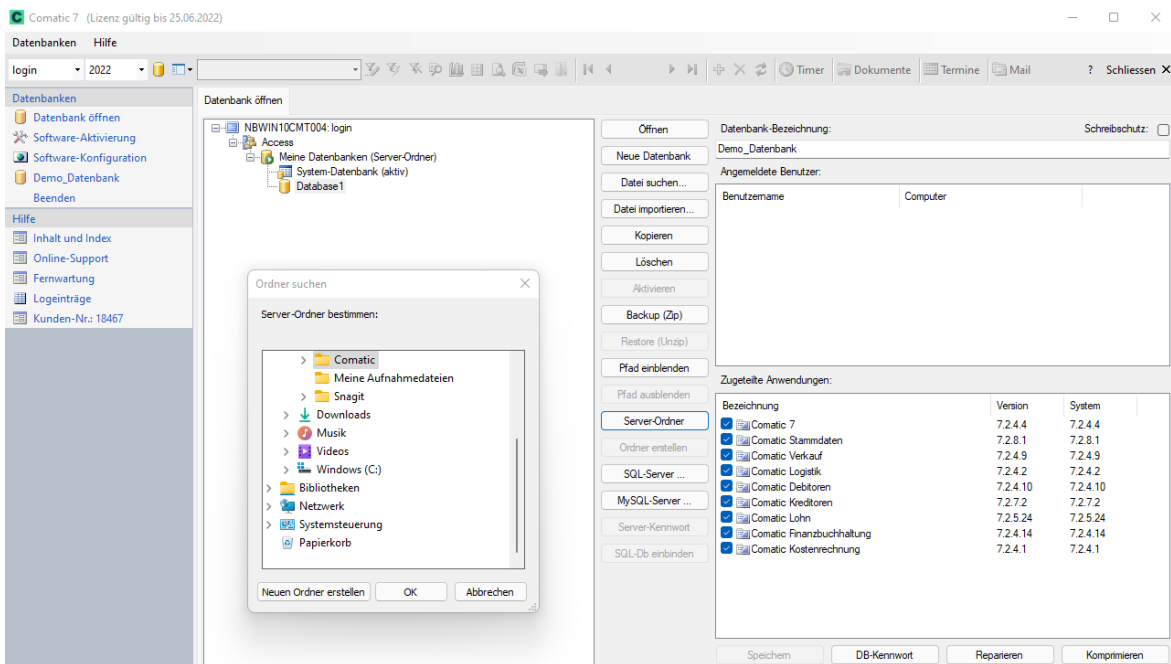 Comatic 7 (Lizenz gültig bis 25.06.2022)
Datenbanken Hilfe
login 2022 Timer Dokumente Termine Mail ? Schliessen X
Datenbanken
Datenbank öffnen
Software-Aktivierung
Software-Konfiguration
Demo_Datenbank
Beenden
Hilfe
Inhalt und Index
Online-Support
Fernwartung
Logeinträge
Kunden-Nr.: 18467
Datenbank öffnen
NBWIN10CMT004: login
Access
Meine Datenbanken (Server-Ordner)
System-Datenbank (aktiv)
Database1
Ordner suchen
Server-Ordner bestimmen:
Comatic
Meine Aufnahmedateien
Snagit
Downloads
Musik
Videos
Windows (C:)
Bibliotheken
Netzwerk
Systemsteuerung
Papierkorb
Neuen Ordner erstellen OK Abbrechen
Öffnen
Neue Datenbank
Datei suchen...
Datei importieren...
Kopieren
Löschen
Aktivieren
Backup (Zip)
Restore (Unzip)
Pfad einblenden
Pfad ausblenden
Server-Ordner
Ordner erstellen
SQL-Server ...
MySQL-Server ...
Server-Kennwort
SQL-Db einbinden
Datenbank-Bezeichnung: Schreibschutz:
Demo_Datenbank
Angemeldete Benutzer:
Benutzername Computer
Zugeteilte Anwendungen:
Bezeichnung Version System
Comatic 7 7.2.4.4 7.2.4.4
Comatic Stammdaten 7.2.8.1 7.2.8.1
Comatic Verkauf 7.2.4.9 7.2.4.9
Comatic Logistik 7.2.4.2 7.2.4.2
Comatic Debitoren 7.2.4.10 7.2.4.10
Comatic Kreditoren 7.2.7.2 7.2.7.2
Comatic Lohn 7.2.5.24 7.2.5.24
Comatic Finanzbuchhaltung 7.2.4.14 7.2.4.14
Comatic Kostenrechnung 7.2.4.1 7.2.4.1
Speichern DB-Kennwort Reparieren Komprimieren